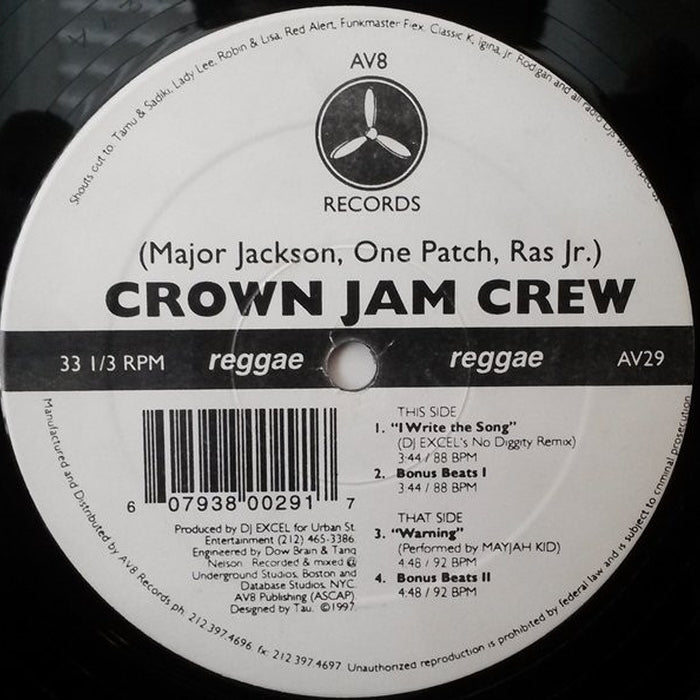 Shouts out to: Tamu & Sadiki, Lady Lee, Robin & Lisa, Red Alert, Funkmaster Flex, Classic K, Igina, Jr. Rodigan and all radio DJs who helped
AV8
RECORDS
(Major Jackson, One Patch, Ras Jr.)
CROWN JAM CREW
33 1/3 RPM reggae reggae AV29
6 07938 00291 7
Produced by DJ EXCEL for Urban St.
Entertainment (212) 465-3386.
Engineered by Dow Brain & Tanq
Nelson. Recorded & mixed @
Underground Studios, Boston and
Database Studios, NYC.
AV8 Publishing (ASCAP)
Designed by Tau. ©1997.
THIS SIDE
1. "I Write the Song"
(DJ EXCEL's No Diggity Remix)
3:44 / 88 BPM
2. Bonus Beats I
3:44 / 88 BPM
THAT SIDE
3. "Warning"
(Performed by MAYJAH KID)
4:48 / 92 BPM
4. Bonus Beats II
4:48 / 92 BPM
Manufactured and Distributed by AV8 Records ph. 212.397.4696 fx: 212.397.4697 Unauthorized reproduction is prohibited by federal law and is subject to criminal prosecution